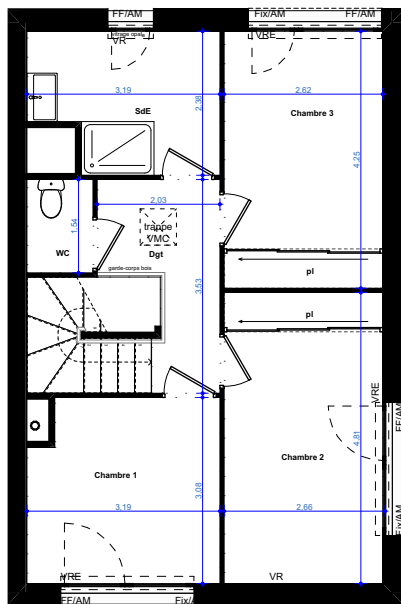 FF/AM
Fix/AM FF/AM
vitrage opale
VR
VRE
3,19
2,62
2,38
SdE
Chambre 3
4,25
2,03
1,54
trappe
VMC
WC
Dgt
garde-corps bois
pl
3,53
pl
VRE
FF/AM
4,81
Chambre 2
Chambre 1
3,08
3,19
2,66
Fix/AM
VRE
VR
FF/AM
Fix/A